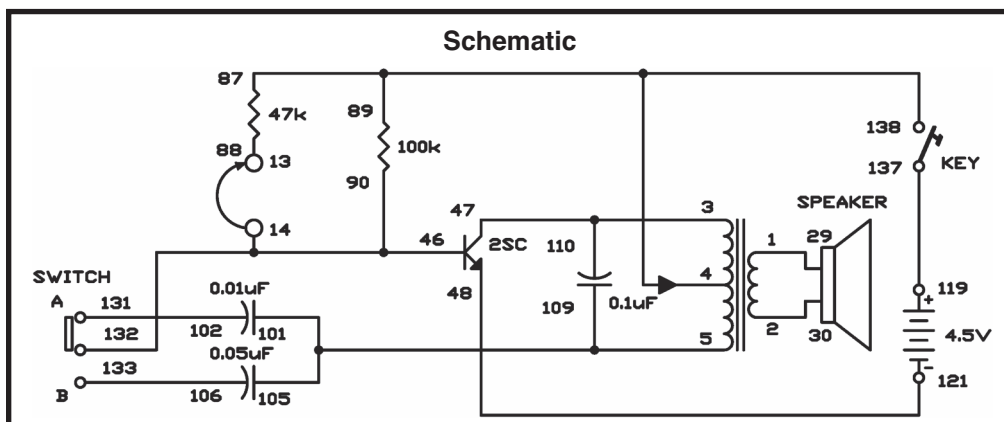 Schematic
87
47k
88
13
14
89
100k
90
138
137
KEY
47
46
2SC
48
110
109
0.1uF
3
4
5
1
2
SPEAKER
29
30
119
+
4.5V
-
121
SWITCH
A
131
0.01uF
132
102
101
0.05uF
133
B
106
105